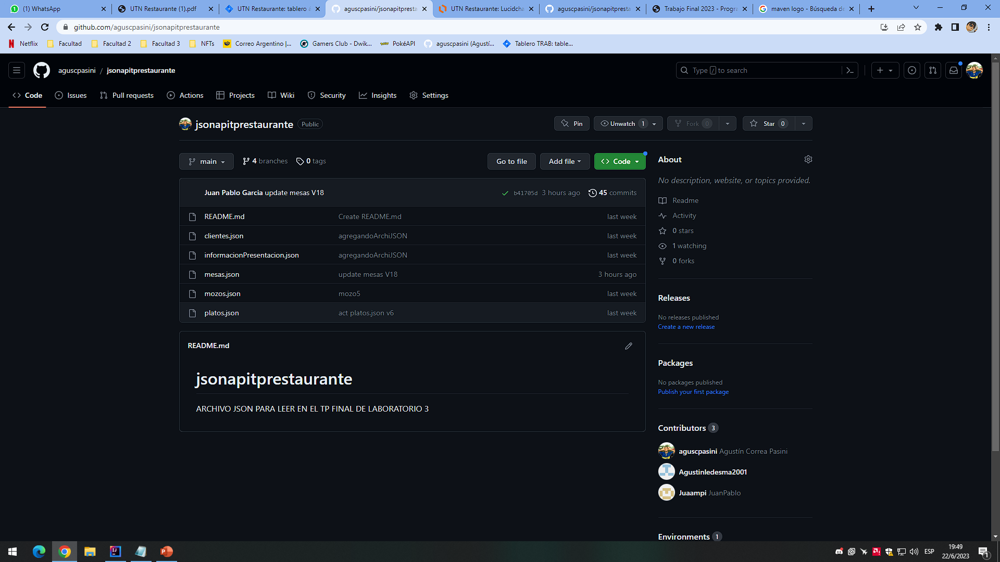 (1) WhatsApp
UTN Restaurante (1).pdf
UTN Restaurante: tablero a
aguscpasini/jsonapitpresta
UTN Restaurante: Lucidcha
aguscpasini/jsonapitpresta
Trabajo Final 2023 - Progra
maven logo - Búsqueda de
github.com/aguscpasini/jsonapitprestaurante
Netflix
Facultad
Facultad 2
Facultad 3
NFTs
Correo Argentino |...
Gamers Club - Dwik...
PokéAPI
aguscpasini (Agustí...
Tablero TRAB: table...
aguscpasini / jsonapitprestaurante
Type / to search
Code
Issues
Pull requests
Actions
Projects
Wiki
Security
Insights
Settings
jsonapitprestaurante Public
Pin
Unwatch 1
Fork 0
Star 0
main
4 branches
0 tags
Go to file
Add file
Code
Juan Pablo Garcia update mesas V18
b41705d 3 hours ago
45 commits
README.md Create README.md last week
clientes.json agregandoArchiJSON last week
informacionPresentacion.json agregandoArchiJSON last week
mesas.json update mesas V18 3 hours ago
mozos.json mozo5 last week
platos.json act platos.json v6 last week
README.md
jsonapitprestaurante
ARCHIVO JSON PARA LEER EN EL TP FINAL DE LABORATORIO 3
About
No description, website, or topics provided.
Readme
Activity
0 stars
1 watching
0 forks
Releases
No releases published
Create a new release
Packages
No packages published
Publish your first package
Contributors 3
aguscpasini Agustín Correa Pasini
Agustinledesma2001
Juaampi JuanPablo
Environments 1
ESP
19:49
22/6/2023
1